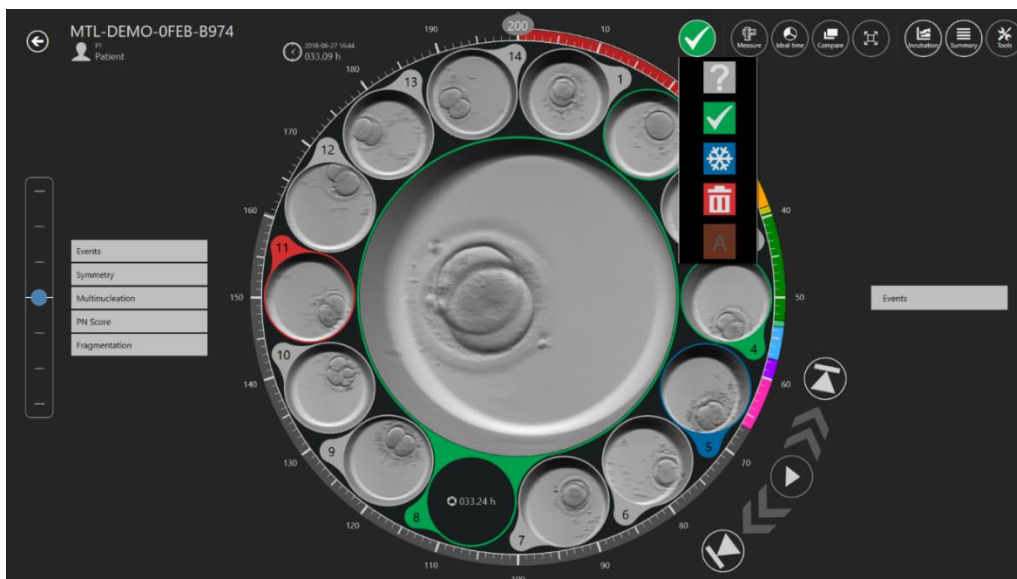 MTL-DEMO-0FEB-B974
P1
Patient
2018-06-27 16:44
033.09 h
Measure
Ideal time
Compare
Incubation
Summary
Tools
200
10
40
50
60
70
80
90
100
110
120
130
140
150
160
170
180
190
1
4
5
6
7
8
9
10
11
12
13
14
033.24 h
?
A
Events
Symmetry
Multinucleation
PN Score
Fragmentation
Events